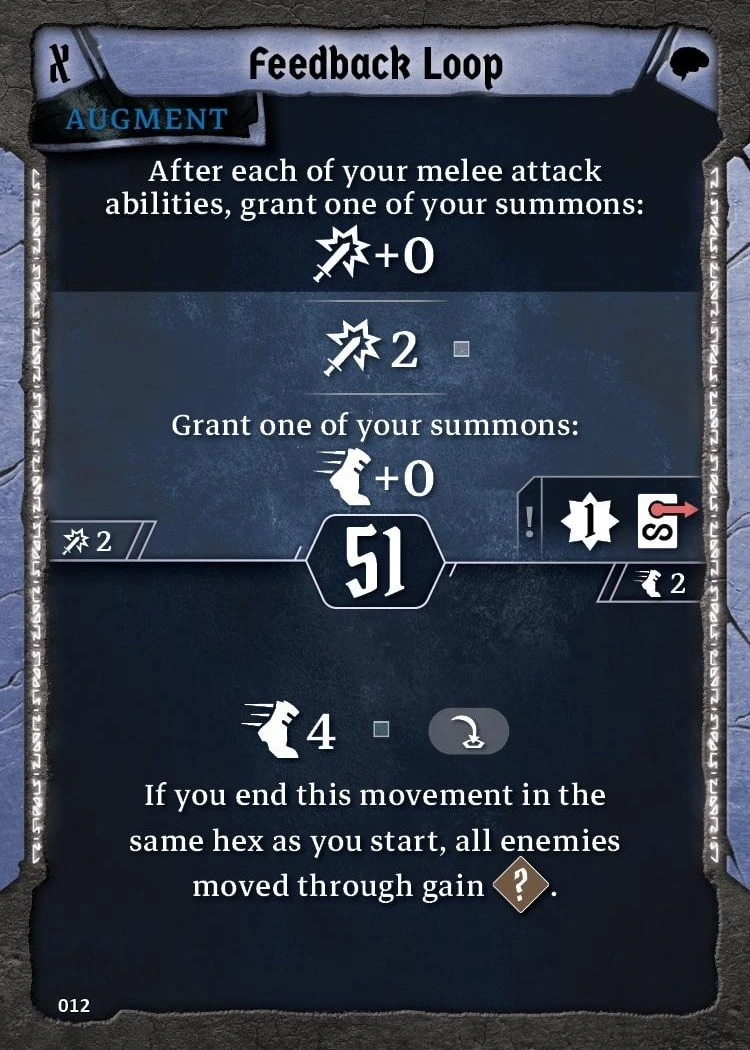 X Feedback Loop
AUGMENT
After each of your melee attack
abilities, grant one of your summons:
+0
2
Grant one of your summons:
+0
! 1 S
2
51
2
4
If you end this movement in the
same hex as you start, all enemies
moved through gain ?.
012